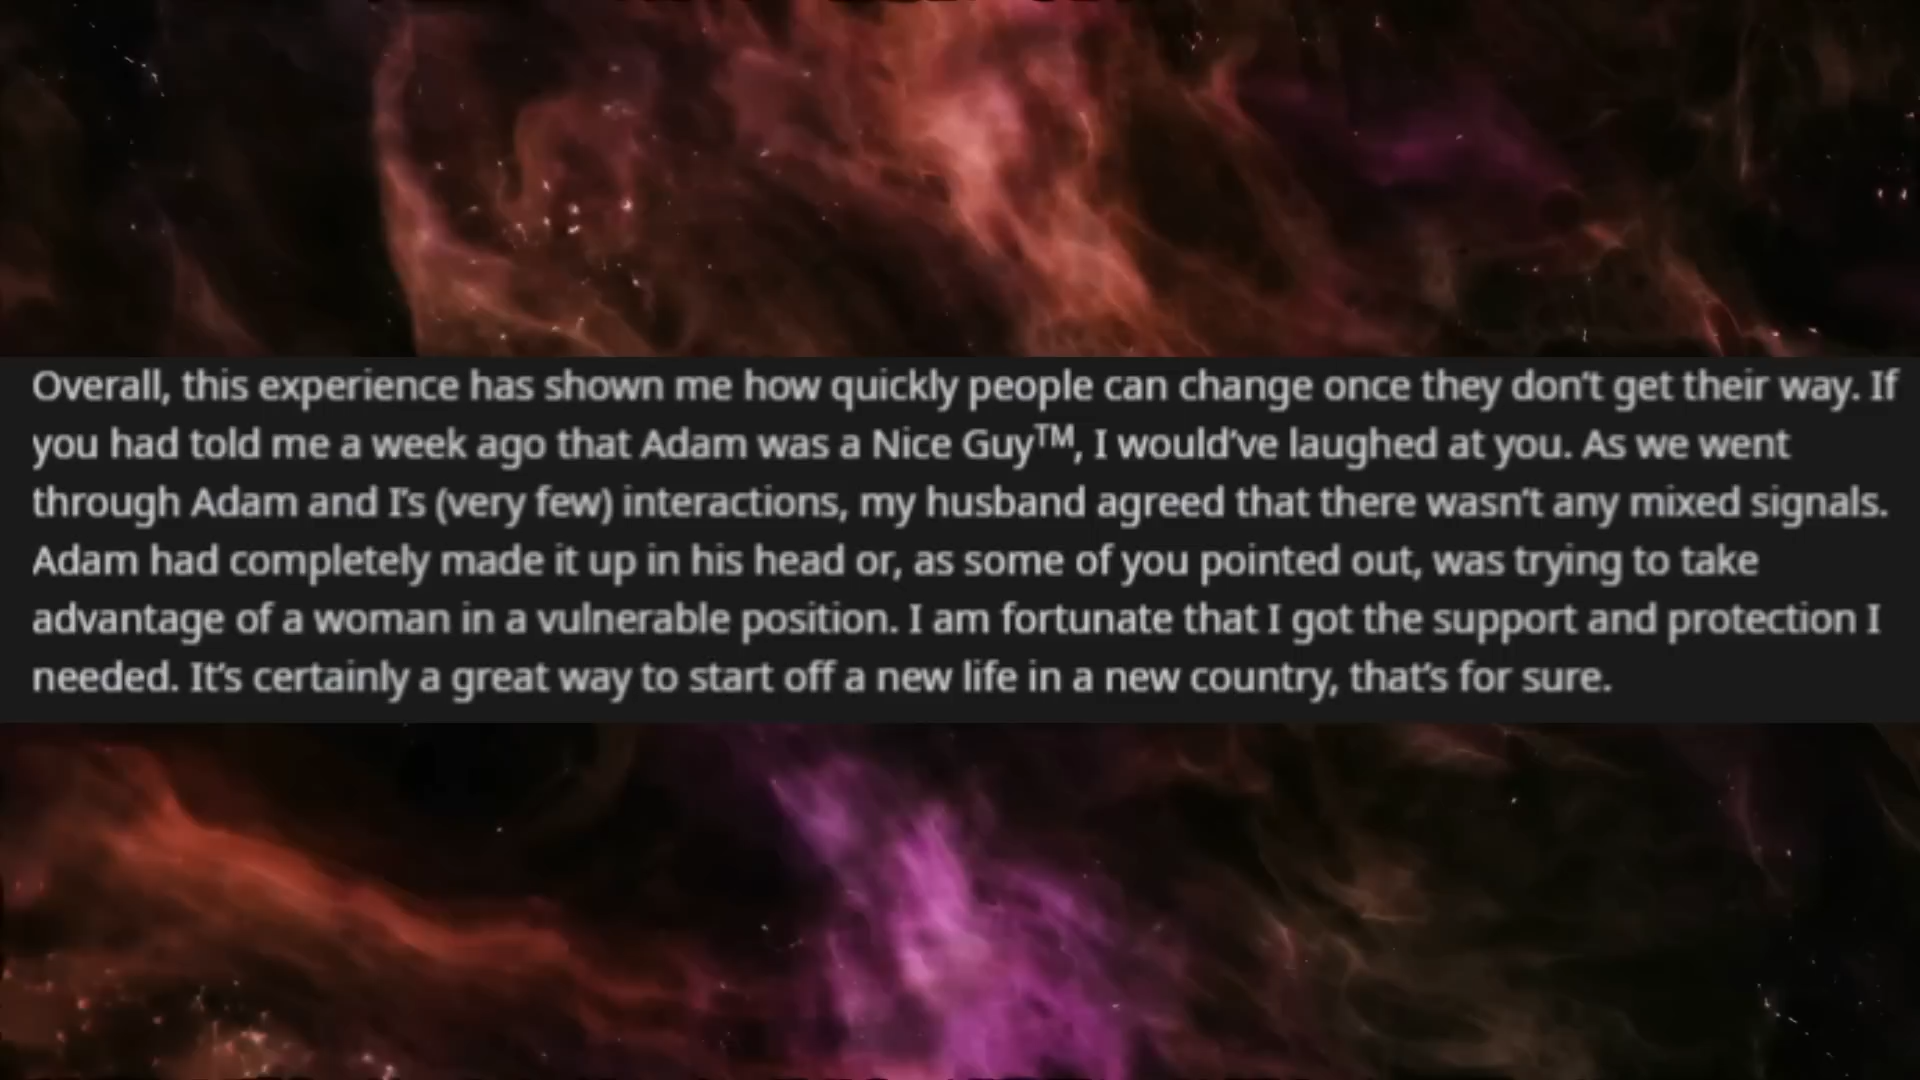 Overall, this experience has shown me how quickly people can change once they don't get their way. If
you had told me a week ago that Adam was a Nice Guy™, I would've laughed at you. As we went
through Adam and I's (very few) interactions, my husband agreed that there wasn't any mixed signals.
Adam had completely made it up in his head or, as some of you pointed out, was trying to take
advantage of a woman in a vulnerable position. I am fortunate that I got the support and protection I
needed. It's certainly a great way to start off a new life in a new country, that's for sure.